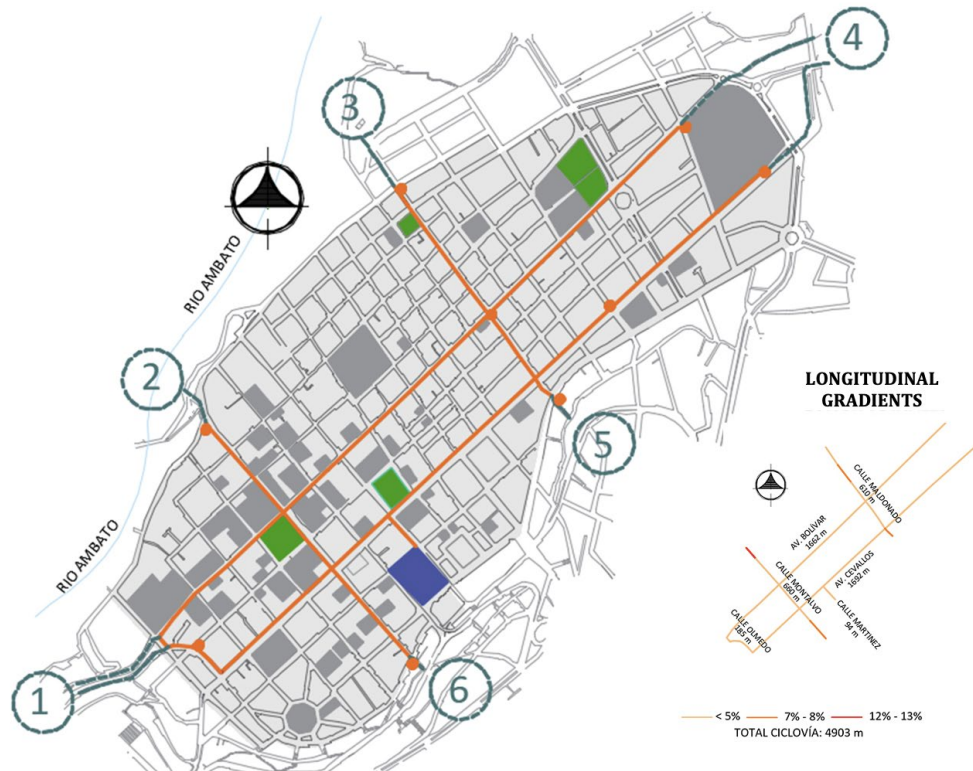 4
3
RIO AMBATO
2
5
RIO AMBATO
1
6
LONGITUDINAL
GRADIENTS
CALLE MALDONADO
610 m
AV. BOLÍVAR
1662 m
AV. CEVALLOS
1692 m
CALLE MONTALVO
660 m
CALLE MARTINEZ
94 m
CALLE OLMEDO
185 m
< 5%
7% - 8%
12% - 13%
TOTAL CICLOVÍA: 4903 m